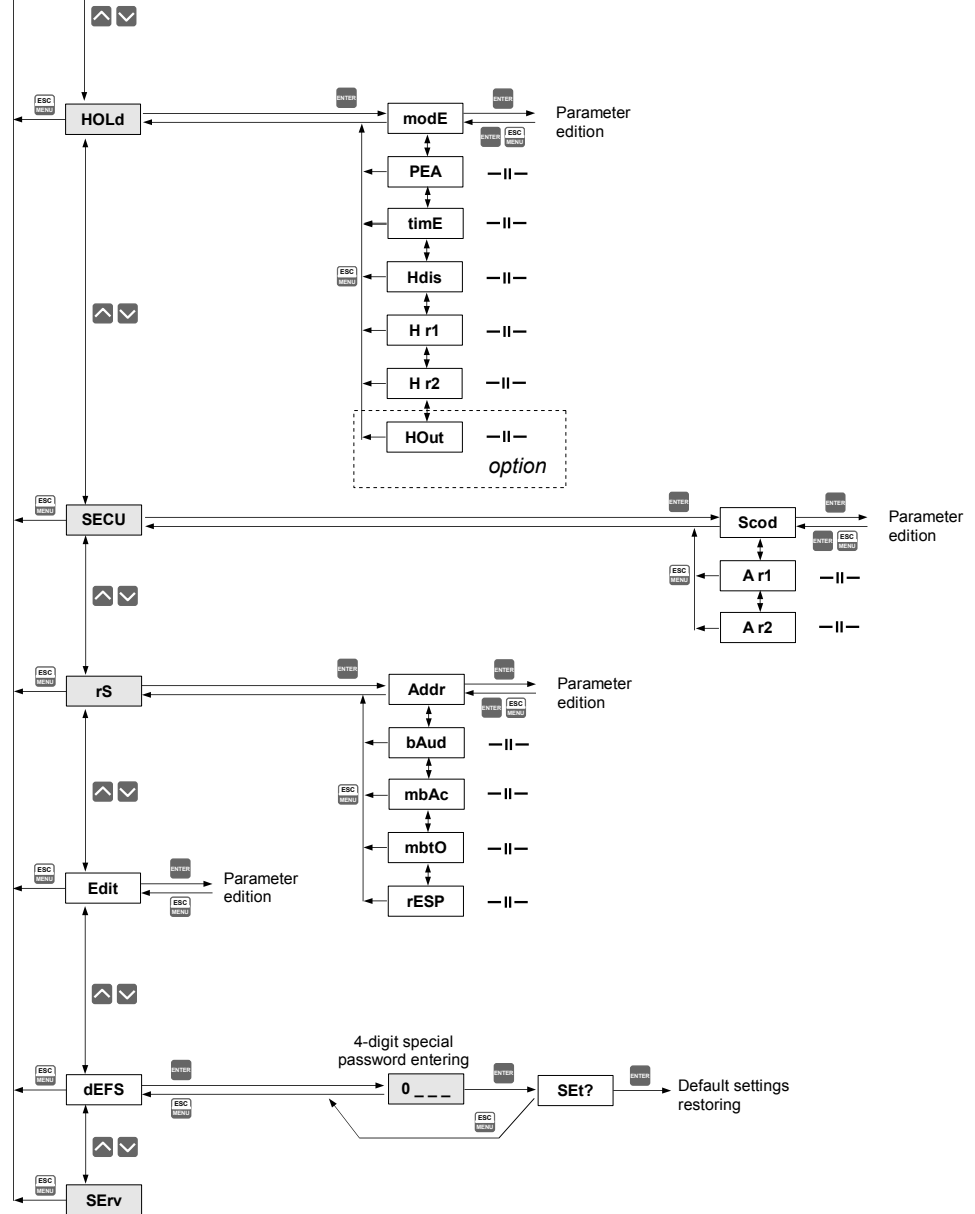 ESC
MENU
HOLd
ENTER
modE
ENTER
ENTER
ESC
MENU
Parameter
edition
PEA
–II–
timE
–II–
ESC
MENU
Hdis
–II–
H r1
–II–
H r2
–II–
HOut
–II–
option
ESC
MENU
SECU
ENTER
Scod
ENTER
ENTER
ESC
MENU
Parameter
edition
ESC
MENU
A r1
–II–
A r2
–II–
ESC
MENU
rS
ENTER
Addr
ENTER
ENTER
ESC
MENU
Parameter
edition
bAud
–II–
ESC
MENU
mbAc
–II–
mbtO
–II–
rESP
–II–
ESC
MENU
Edit
ENTER
ESC
MENU
Parameter
edition
4-digit special
password entering
ESC
MENU
dEFS
ENTER
ESC
MENU
0 _ _ _
ENTER
ESC
MENU
SEt?
ENTER
Default settings
restoring
ESC
MENU
SErv